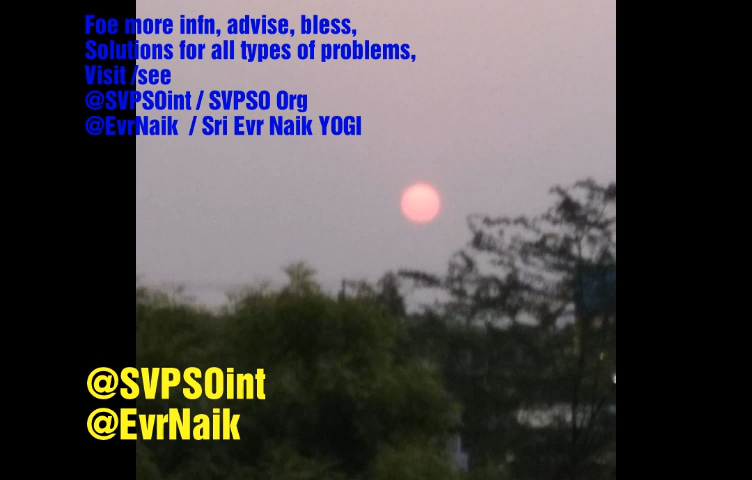 Foe more infn, advise, bless,
Solutions for all types of problems,
Visit /see
@SVPSOint / SVPSO Org
@EvrNaik / Sri Evr Naik YOGI
@SVPSOint
@EvrNaik